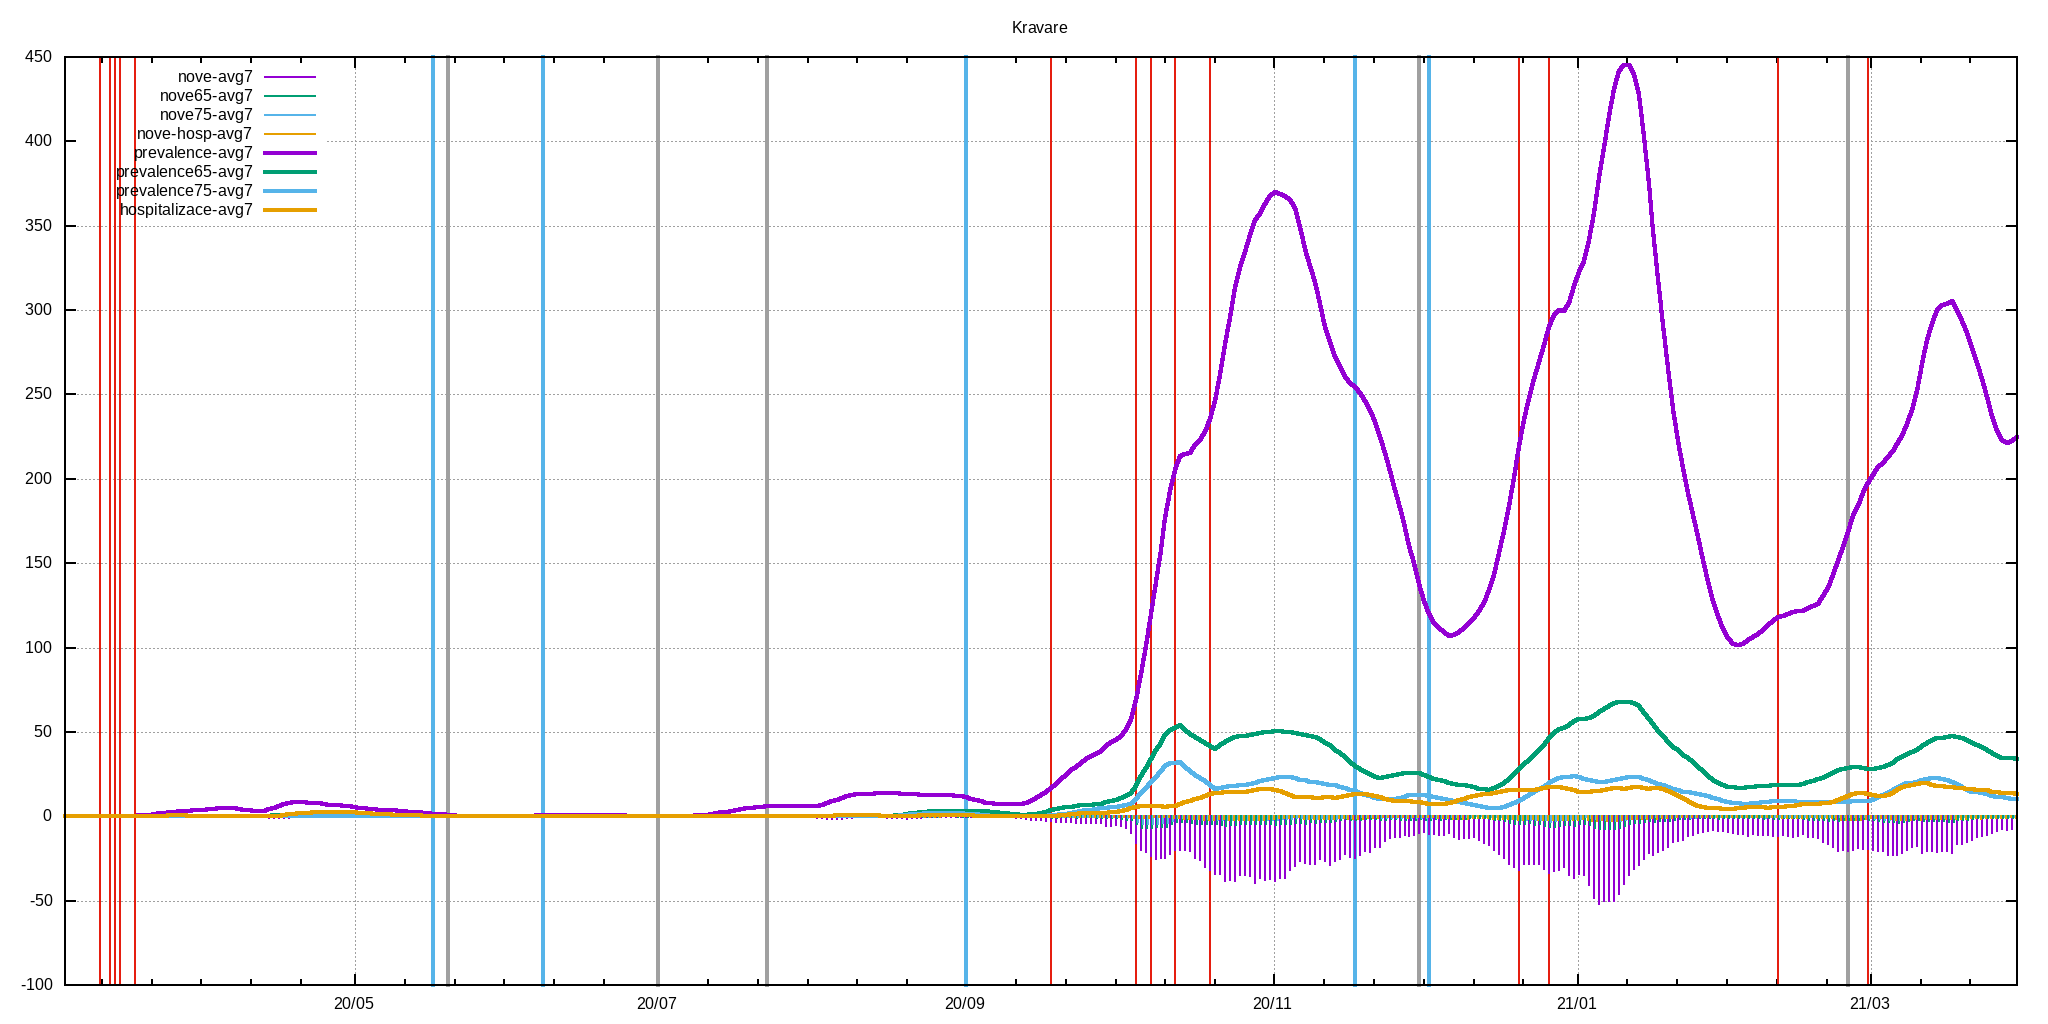 Kravare
450
400
350
300
250
200
150
100
50
0
-50
-100
nove-avg7
nove65-avg7
nove75-avg7
nove-hosp-avg7
prevalence-avg7
prevalence65-avg7
prevalence75-avg7
hospitalizace-avg7
20/05 20/07 20/09 20/11 21/01 21/03